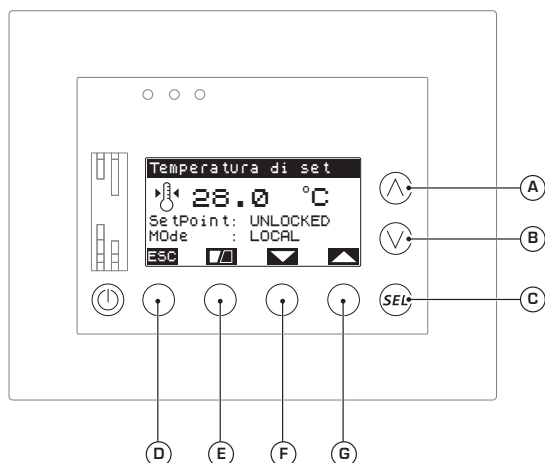 Temperatura di set
28.0 °C
SetPoint: UNLOCKED
MOde : LOCAL
ESC
SEL
A
B
C
D
E
F
G